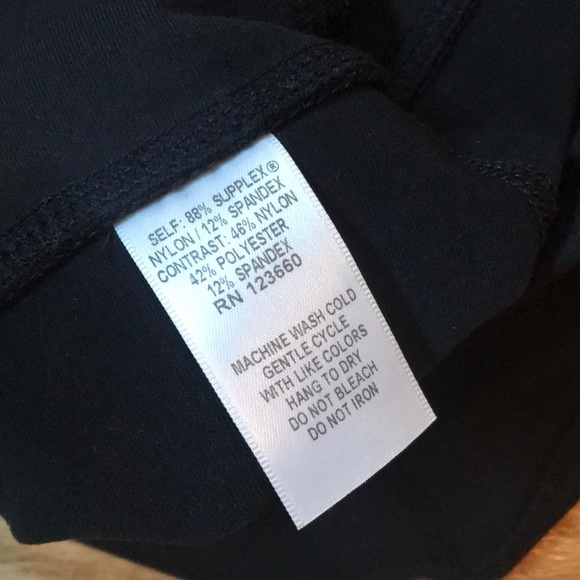 SELF: 88% SUPPLEX®
NYLON / 12% SPANDEX
CONTRAST: 46% NYLON
42% POLYESTER
12% SPANDEX
RN 123660
MACHINE WASH COLD
GENTLE CYCLE
WITH LIKE COLORS
HANG TO DRY
DO NOT BLEACH
DO NOT IRON